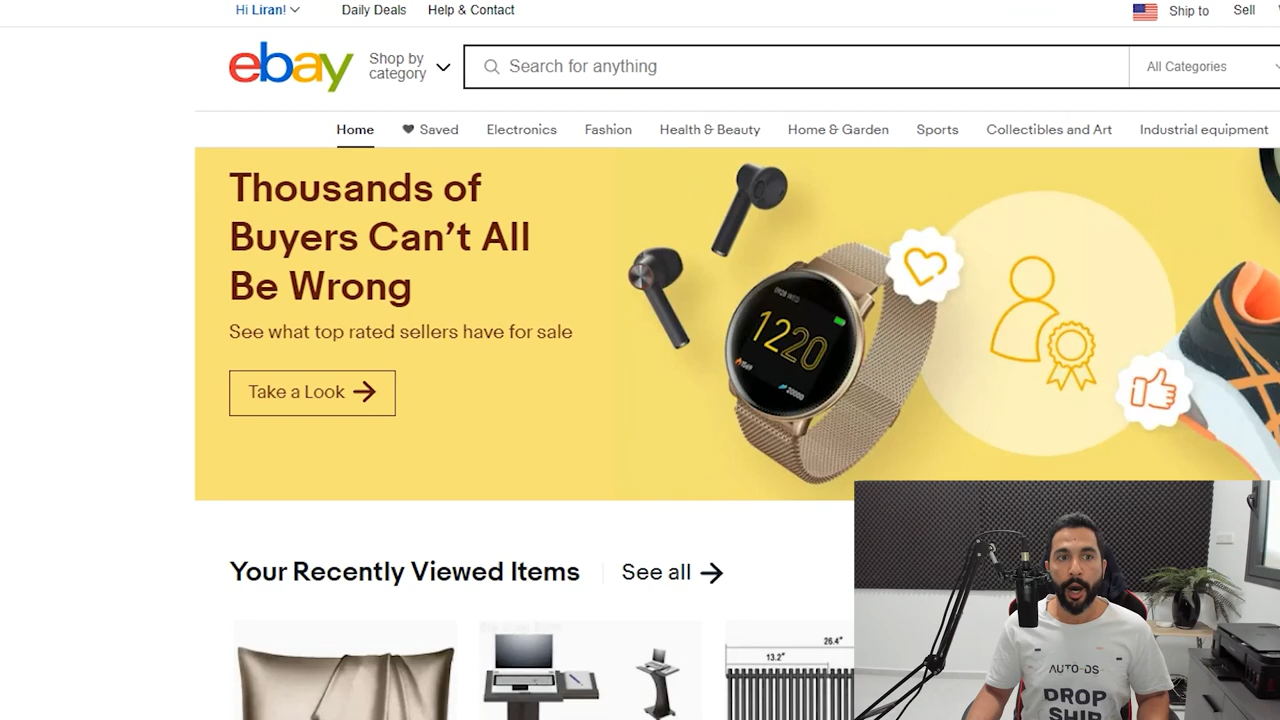 Hi Liran!
Daily Deals
Help & Contact
Ship to
Sell
ebay
Shop by
category
Search for anything
All Categories
Home
Saved
Electronics
Fashion
Health & Beauty
Home & Garden
Sports
Collectibles and Art
Industrial equipment
Thousands of
Buyers Can't All
Be Wrong
See what top rated sellers have for sale
Take a Look
1220
20000
Your Recently Viewed Items
See all
26.4"
13.2"
AUTO DS
DROP
SHIP